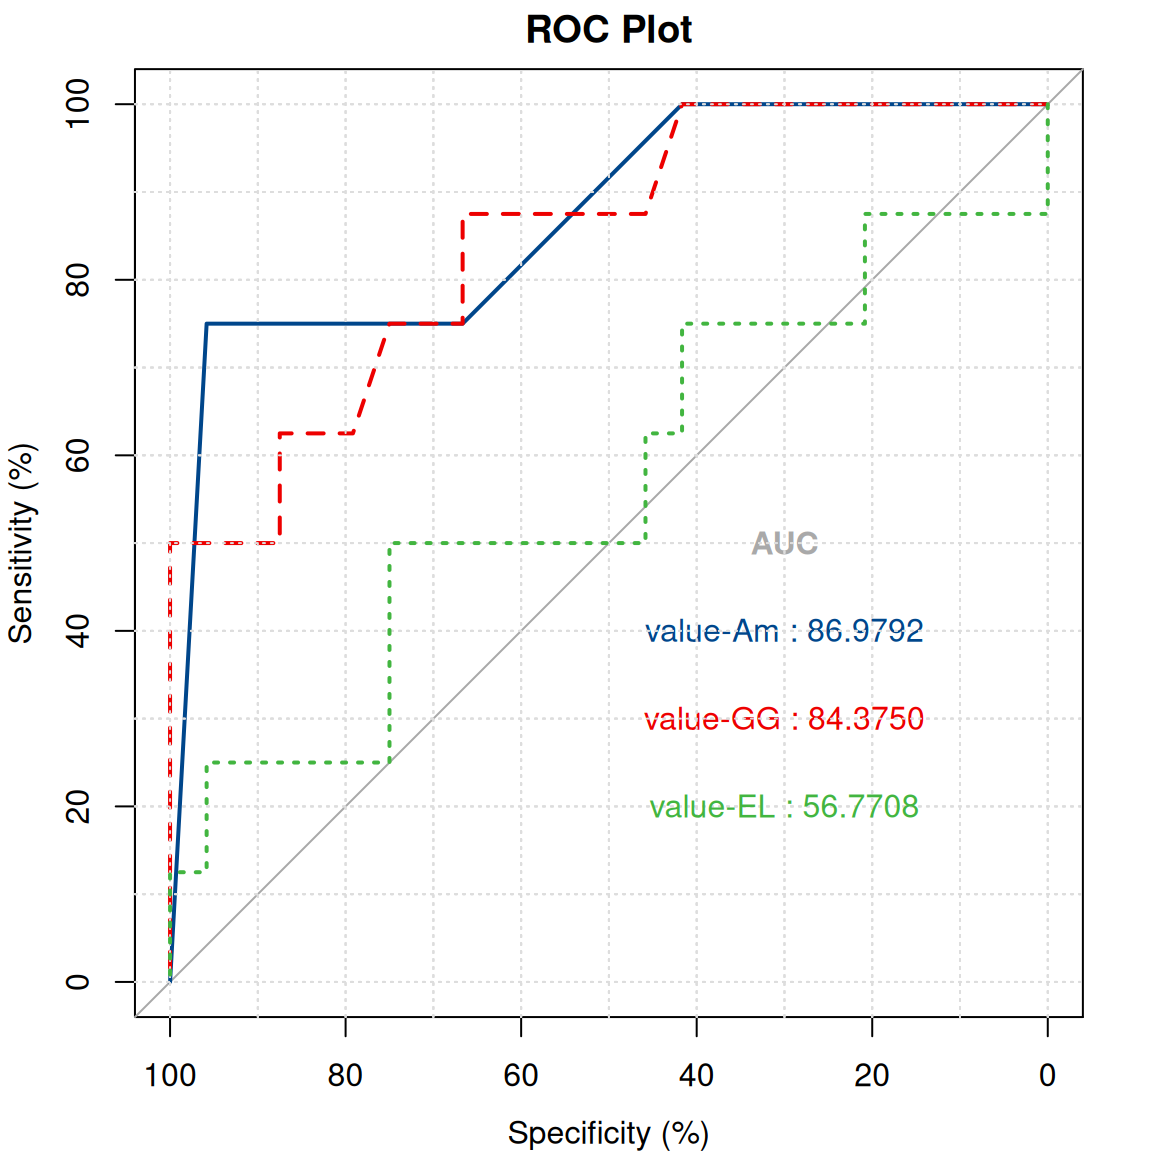 ROC Plot
Sensitivity (%)
100
80
60
40
20
0
AUC
value-Am : 86.9792
value-GG : 84.3750
value-EL : 56.7708
100 80 60 40 20 0
Specificity (%)